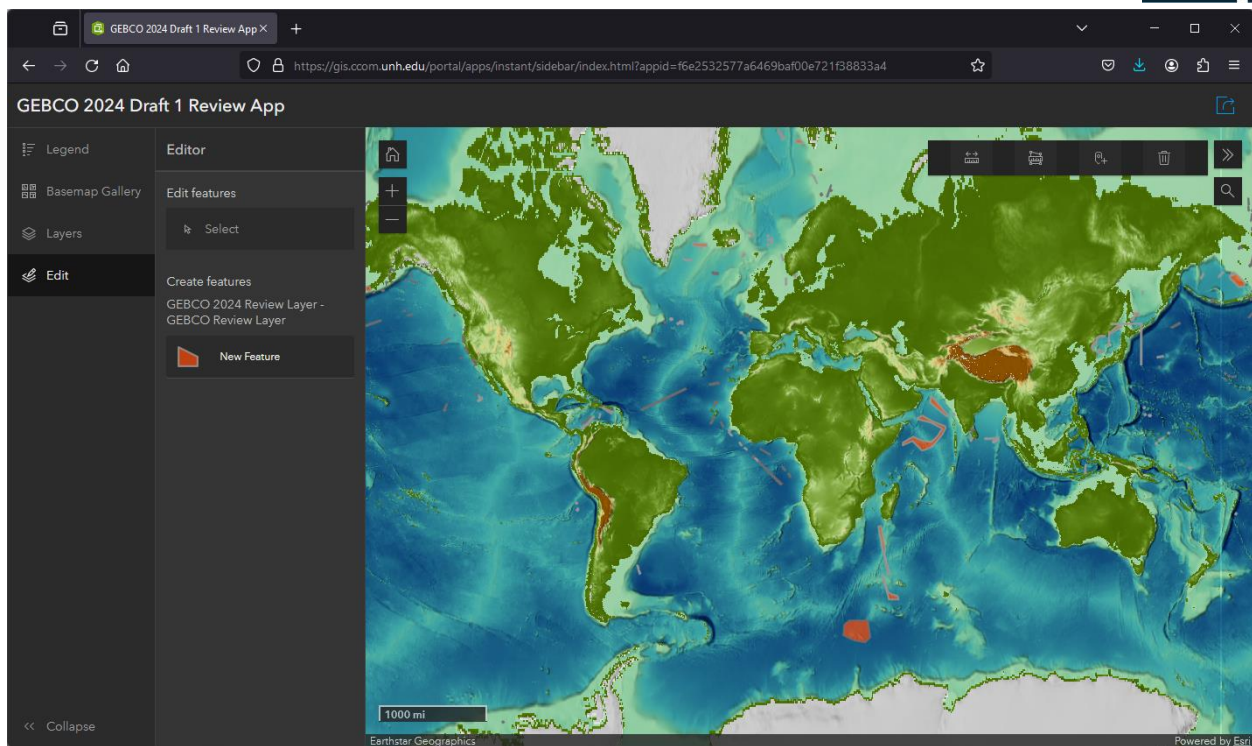 GEBCO 2024 Draft 1 Review App
https://gis.ccom.unh.edu/portal/apps/instant/sidebar/index.html?appid=f6e2532577a6469baf00e721f38833a4
GEBCO 2024 Draft 1 Review App
Legend
Basemap Gallery
Layers
Edit
Collapse
Editor
Edit features
Select
Create features
GEBCO 2024 Review Layer -
GEBCO Review Layer
New Feature
1000 mi
Earthstar Geographics
Powered by Esri